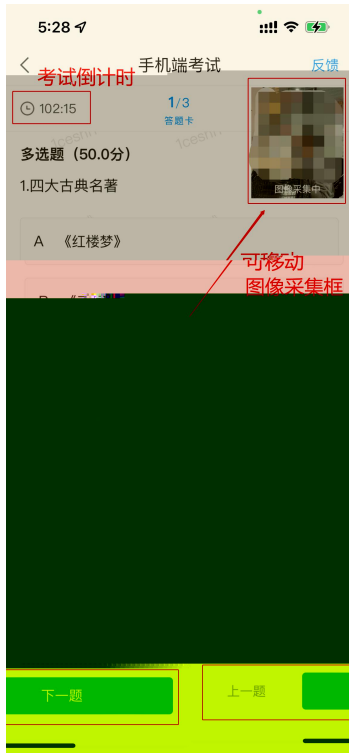 5:28
手机端考试
反馈
考试倒计时
102:15
1/3
答题卡
1ceshi
1ceshi
图像采集中
多选题（50.0分）
1.四大古典名著
A 《红楼梦》
可移动
图像采集框
下一题
上一题